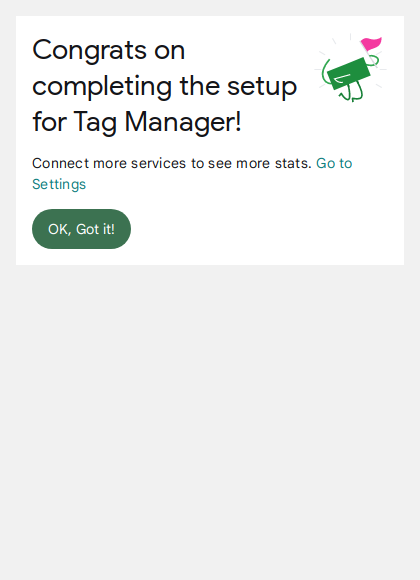 Congrats on
completing the setup
for Tag Manager!
Connect more services to see more stats. Go to
Settings
OK, Got it!